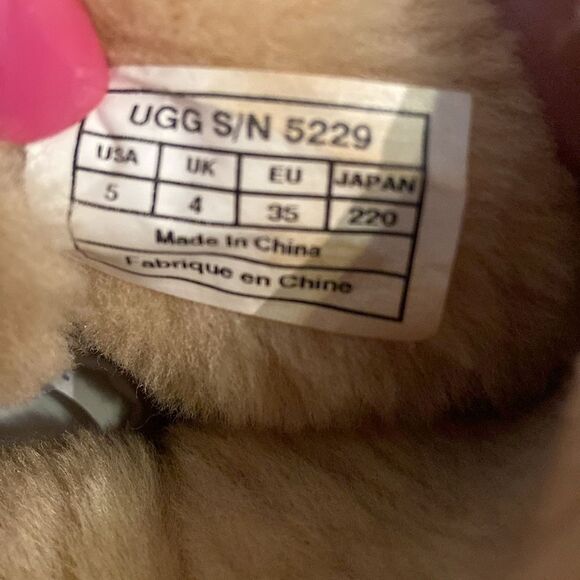 UGG S/N 5229
USA UK EU JAPAN
5 4 35 220
Made in China
Fabrique en Chine